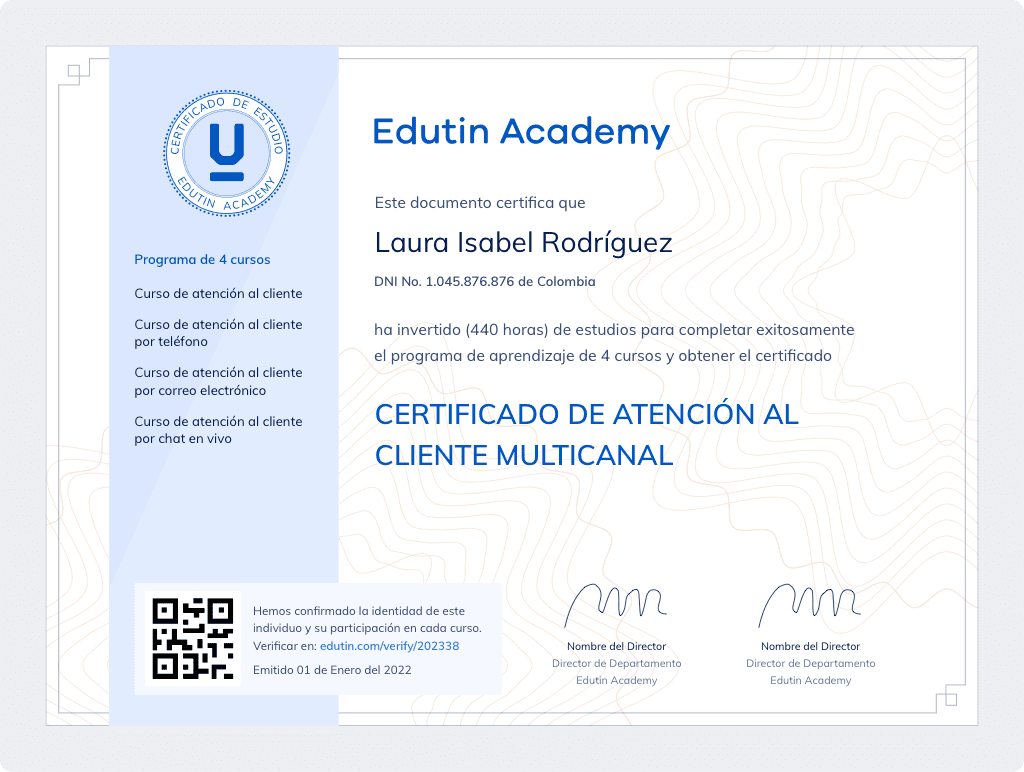 CERTIFICADO DE ESTUDIO
EDUTIN ACADEMY
Programa de 4 cursos
Curso de atención al cliente
Curso de atención al cliente
por teléfono
Curso de atención al cliente
por correo electrónico
Curso de atención al cliente
por chat en vivo
Edutin Academy
Este documento certifica que
Laura Isabel Rodríguez
DNI No. 1.045.876.876 de Colombia
ha invertido (440 horas) de estudios para completar exitosamente
el programa de aprendizaje de 4 cursos y obtener el certificado
CERTIFICADO DE ATENCIÓN AL
CLIENTE MULTICANAL
Hemos confirmado la identidad de este
individuo y su participación en cada curso.
Verificar en: edutin.com/verify/202338
Emitido 01 de Enero del 2022
Nombre del Director
Director de Departamento
Edutin Academy
Nombre del Director
Director de Departamento
Edutin Academy